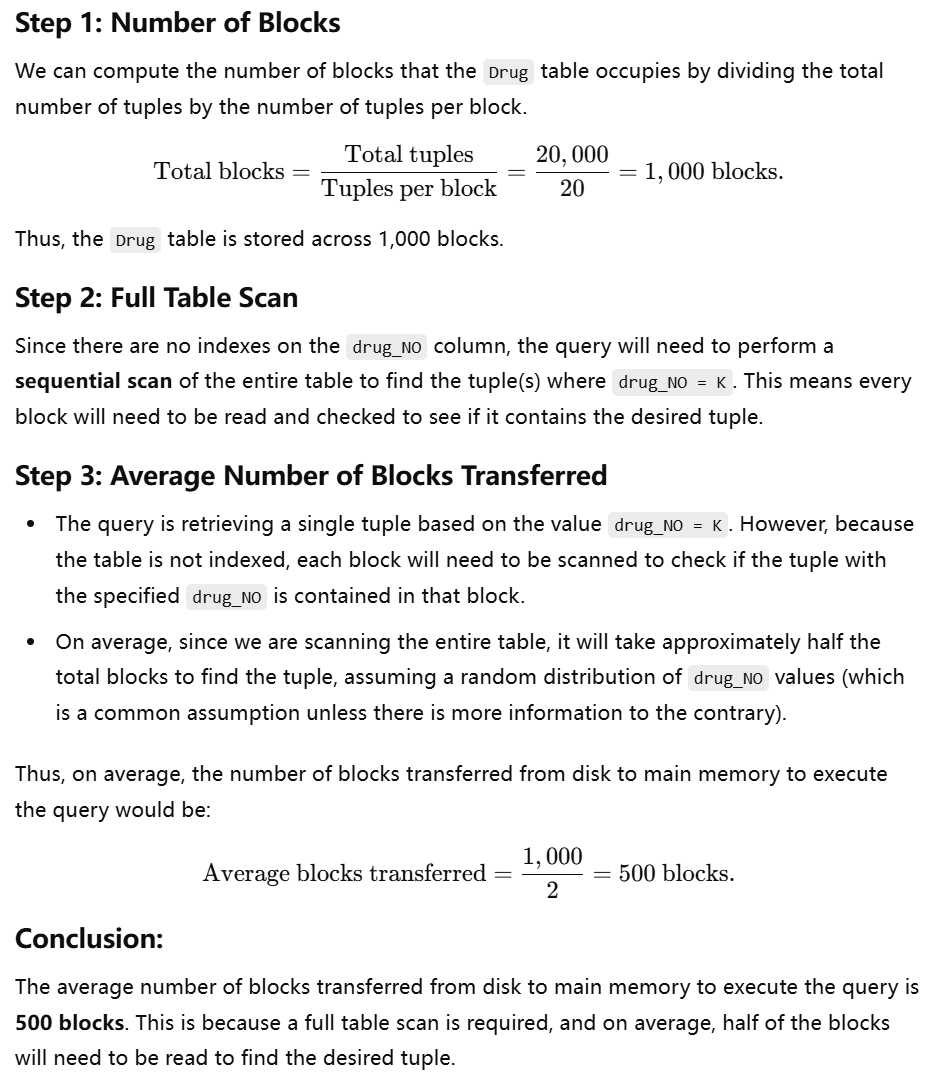 Step 1: Number of Blocks
We can compute the number of blocks that the Drug table occupies by dividing the total
number of tuples by the number of tuples per block.
Total blocks = Total tuples / Tuples per block = 20,000 / 20 = 1,000 blocks.
Thus, the Drug table is stored across 1,000 blocks.
Step 2: Full Table Scan
Since there are no indexes on the drug_NO column, the query will need to perform a
sequential scan of the entire table to find the tuple(s) where drug_NO = K. This means every
block will need to be read and checked to see if it contains the desired tuple.
Step 3: Average Number of Blocks Transferred
• The query is retrieving a single tuple based on the value drug_NO = K. However, because
the table is not indexed, each block will need to be scanned to check if the tuple with
the specified drug_NO is contained in that block.
• On average, since we are scanning the entire table, it will take approximately half the
total blocks to find the tuple, assuming a random distribution of drug_NO values (which
is a common assumption unless there is more information to the contrary).
Thus, on average, the number of blocks transferred from disk to main memory to execute
the query would be:
Average blocks transferred = 1,000 / 2 = 500 blocks.
Conclusion:
The average number of blocks transferred from disk to main memory to execute the query is
500 blocks. This is because a full table scan is required, and on average, half of the blocks
will need to be read to find the desired tuple.